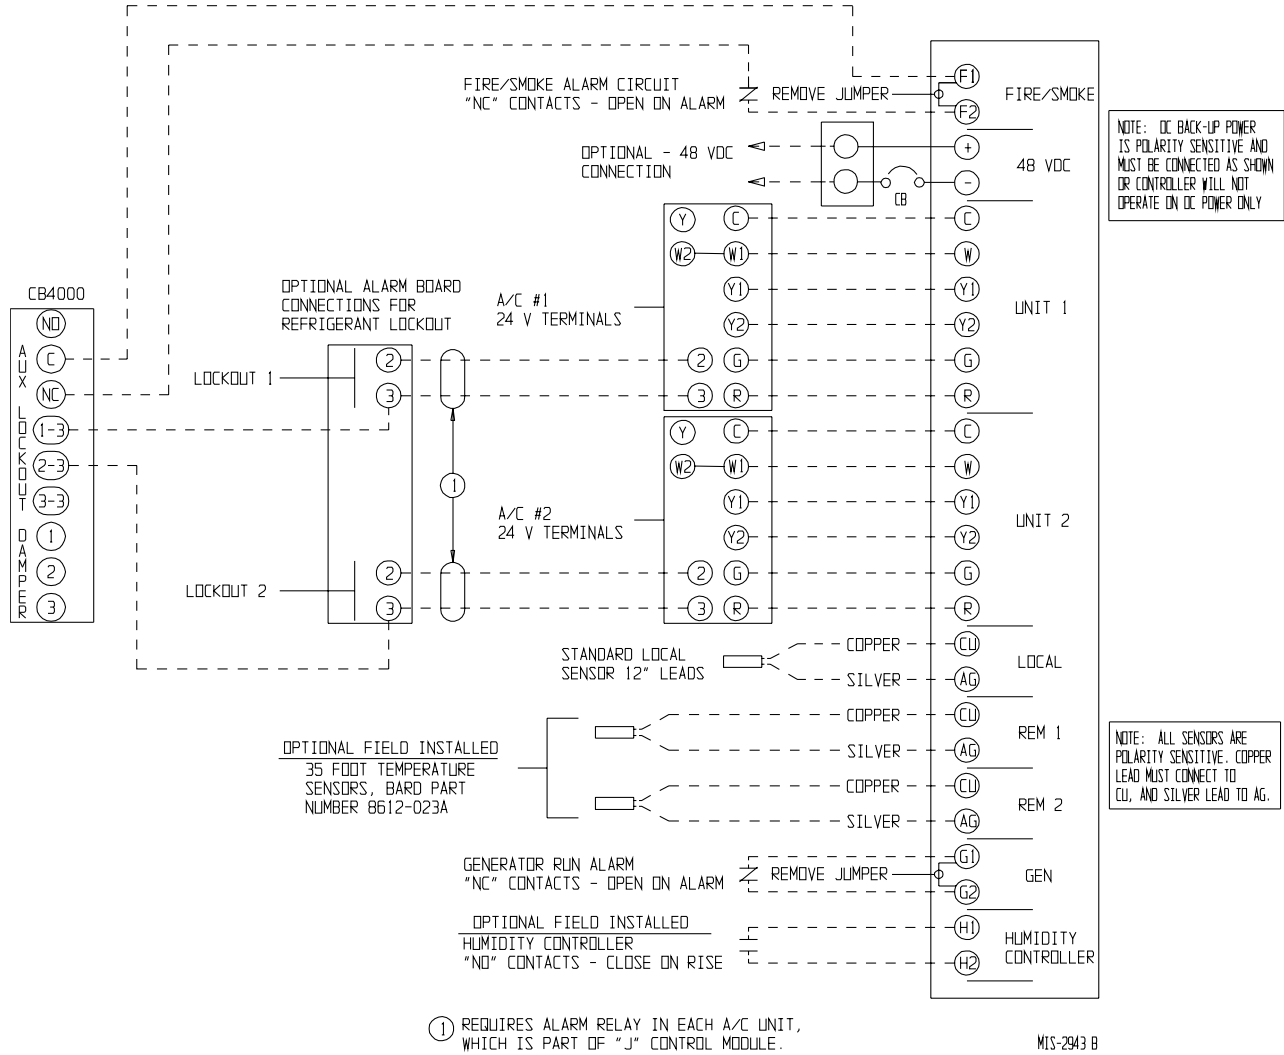 FIRE/SMOKE ALARM CIRCUIT
"NC" CONTACTS - OPEN ON ALARM
REMOVE JUMPER
F1
F2
FIRE/SMOKE
OPTIONAL - 48 VDC
CONNECTION
CB
+
-
48 VDC
NOTE: DC BACK-UP POWER
IS POLARITY SENSITIVE AND
MUST BE CONNECTED AS SHOWN
OR CONTROLLER WILL NOT
OPERATE ON DC POWER ONLY
CB4000
NO
C
NC
1-3
2-3
3-3
1
2
3
AUX LOCKOUT DAMPER
OPTIONAL ALARM BOARD
CONNECTIONS FOR
REFRIGERANT LOCKOUT
LOCKOUT 1
2
3
LOCKOUT 2
2
3
1
A/C #1
24 V TERMINALS
Y C
W2 W1
Y1
Y2
2 G
3 R
C
W
Y1
Y2
G
R
UNIT 1
A/C #2
24 V TERMINALS
Y C
W2 W1
Y1
Y2
2 G
3 R
C
W
Y1
Y2
G
R
UNIT 2
STANDARD LOCAL
SENSOR 12" LEADS
COPPER CU
SILVER AG
LOCAL
OPTIONAL FIELD INSTALLED
35 FOOT TEMPERATURE
SENSORS, BARD PART
NUMBER 8612-023A
COPPER CU
SILVER AG
REM 1
COPPER CU
SILVER AG
REM 2
NOTE: ALL SENSORS ARE
POLARITY SENSITIVE. COPPER
LEAD MUST CONNECT TO
CU, AND SILVER LEAD TO AG.
GENERATOR RUN ALARM
"NC" CONTACTS - OPEN ON ALARM
REMOVE JUMPER
G1
G2
GEN
OPTIONAL FIELD INSTALLED
HUMIDITY CONTROLLER
"NO" CONTACTS - CLOSE ON RISE
H1
H2
HUMIDITY
CONTROLLER
1 REQUIRES ALARM RELAY IN EACH A/C UNIT,
WHICH IS PART OF "J" CONTROL MODULE.
MIS-2943 B